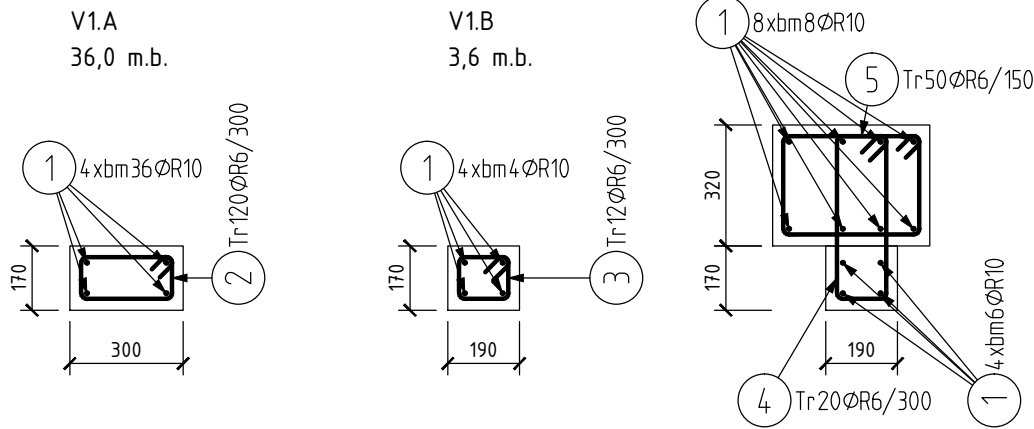 V1.A
36,0 m.b.
1
4xbm36ØR10
Tr120ØR6/300
2
170
300
V1.B
3,6 m.b.
1
4xbm4ØR10
Tr12ØR6/300
3
170
190
1
8xbm8ØR10
5
Tr50ØR6/150
320
170
190
4
Tr20ØR6/300
4xbm6ØR10
1